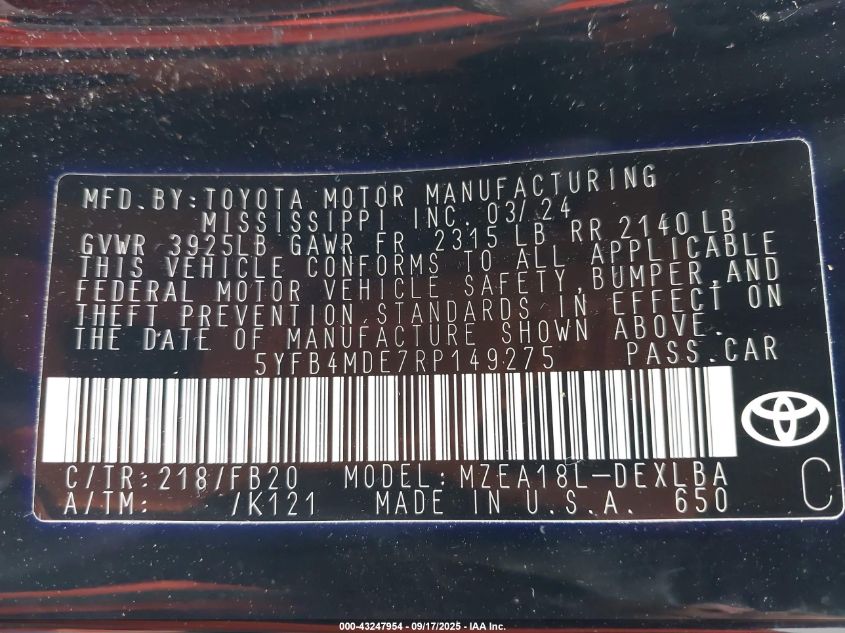 MFD. BY: TOYOTA MOTOR MANUFACTURING
MISSISSIPPI INC. 03/24
GVWR 3925LB GAWR FR 2315 LB RR 2140 LB
THIS VEHICLE CONFORMS TO ALL APPLICABLE
FEDERAL MOTOR VEHICLE SAFETY, BUMPER, AND
THEFT PREVENTION STANDARDS IN EFFECT ON
THE DATE OF MANUFACTURE SHOWN ABOVE.
5YFB4MDE7RP149275 PASS. CAR
C/TR: 218/FB20 MODEL: MZEA18L-DEXLBA
A/TM: /K121 MADE IN U.S.A. 650
C
000-43247954 - 09/17/2025 - IAA Inc.